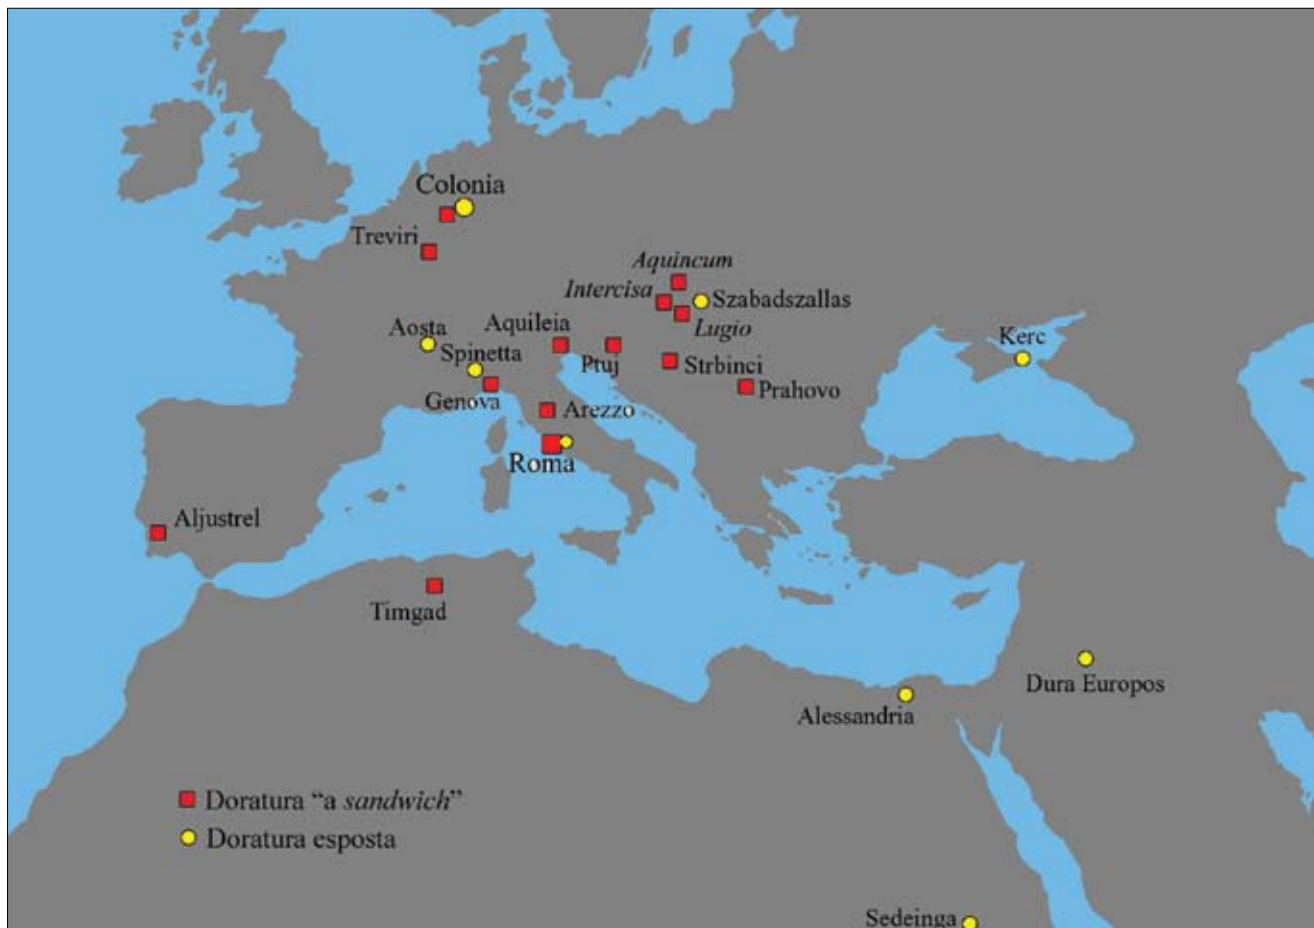 Colonia
Treviri
Aquincum
Intercisa
Szabadszallas
Lugio
Aosta
Aquileia
Kerc
Spinetta
Ptuj
Strbinci
Genova
Prahovo
Arezzo
Roma
Aljustrel
Timgad
Dura Europos
Alessandria
Doratura “a sandwich”
Doratura esposta
Sedeinga